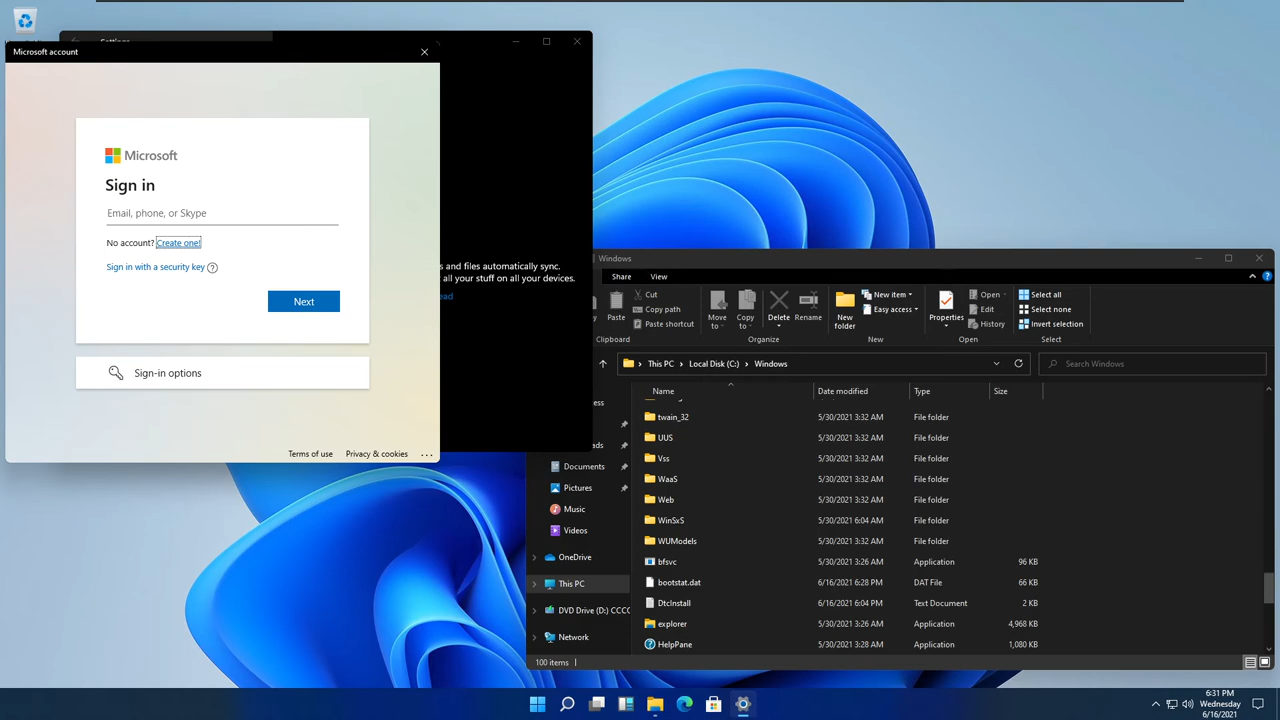 Settings
Microsoft account
Microsoft
Sign in
Email, phone, or Skype
No account? Create one!
Sign in with a security key
Next
Sign-in options
Terms of use Privacy & cookies ...
s and files automatically sync.
all your stuff on all your devices.
ead
Windows
Share View
Paste
Cut
Copy path
Paste shortcut
Clipboard
Move to
Copy to
Delete
Rename
Organize
New folder
New item
Easy access
New
Properties
Open
Edit
History
Open
Select all
Select none
Invert selection
Select
This PC > Local Disk (C:) > Windows
Search Windows
Name Date modified Type Size
ess
ads
Documents
Pictures
Music
Videos
OneDrive
This PC
DVD Drive (D:) CCCO
Network
twain_32 5/30/2021 3:32 AM File folder
UUS 5/30/2021 3:32 AM File folder
Vss 5/30/2021 3:32 AM File folder
WaaS 5/30/2021 3:32 AM File folder
Web 5/30/2021 3:32 AM File folder
WinSxS 5/30/2021 6:04 AM File folder
WUModels 5/30/2021 3:32 AM File folder
bfsvc 5/30/2021 3:26 AM Application 96 KB
bootstat.dat 6/16/2021 6:28 PM DAT File 66 KB
DtcInstall 6/16/2021 6:04 PM Text Document 2 KB
explorer 5/30/2021 3:26 AM Application 4,968 KB
HelpPane 5/30/2021 3:28 AM Application 1,080 KB
100 items
6:31 PM
Wednesday
6/16/2021